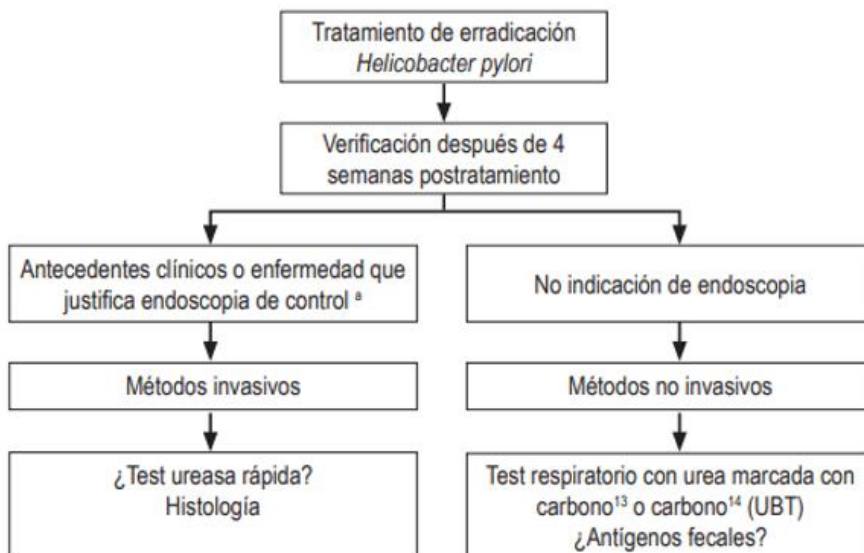 Tratamiento de erradicación
Helicobacter pylori
Verificación después de 4
semanas postratamiento
Antecedentes clínicos o enfermedad que
justifica endoscopia de control ª
No indicación de endoscopia
Métodos invasivos
Métodos no invasivos
¿Test ureasa rápida?
Histología
Test respiratorio con urea marcada con
carbono¹³ o carbono¹⁴ (UBT)
¿Antígenos fecales?